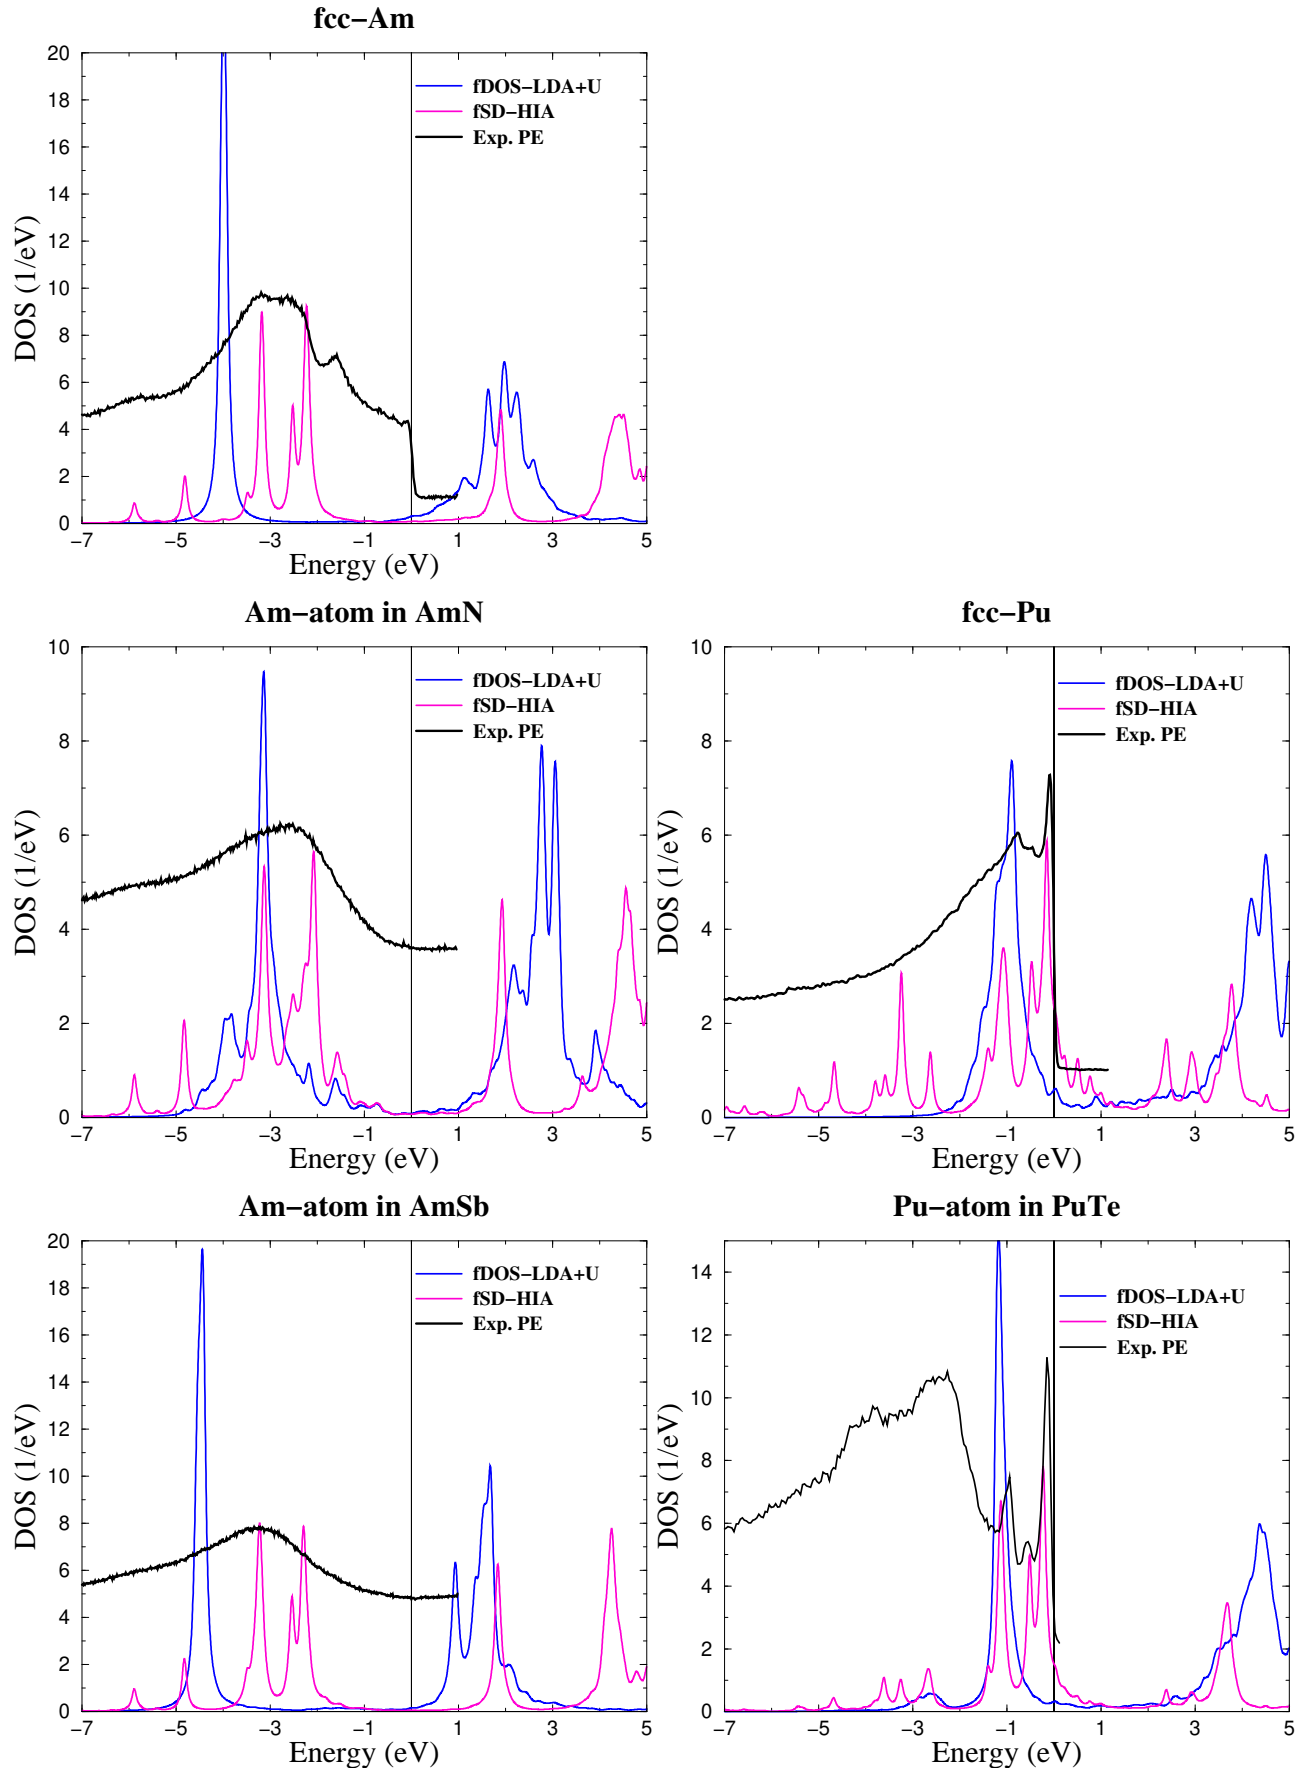 fcc−Am
20
18
16
14
12
10
8
6
4
2
0
DOS (1/eV)
fDOS−LDA+U
fSD−HIA
Exp. PE
−7 −5 −3 −1 1 3 5
Energy (eV)
Am−atom in AmN
10
8
6
4
2
0
DOS (1/eV)
fDOS−LDA+U
fSD−HIA
Exp. PE
−7 −5 −3 −1 1 3 5
Energy (eV)
fcc−Pu
10
8
6
4
2
0
DOS (1/eV)
fDOS−LDA+U
fSD−HIA
Exp. PE
−7 −5 −3 −1 1 3 5
Energy (eV)
Am−atom in AmSb
20
18
16
14
12
10
8
6
4
2
0
DOS (1/eV)
fDOS−LDA+U
fSD−HIA
Exp. PE
−7 −5 −3 −1 1 3 5
Energy (eV)
Pu−atom in PuTe
14
12
10
8
6
4
2
0
DOS (1/eV)
fDOS−LDA+U
fSD−HIA
Exp. PE
−7 −5 −3 −1 1 3 5
Energy (eV)